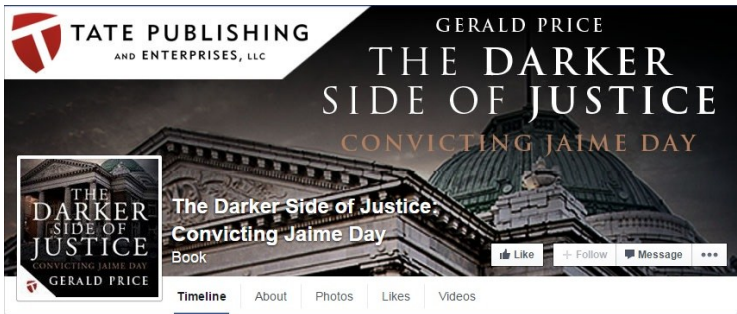 TATE PUBLISHING
AND ENTERPRISES, LLC
GERALD PRICE
THE DARKER
SIDE OF JUSTICE
CONVICTING JAIME DAY
THE
DARKER
SIDE OF
JUSTICE
CONVICTING JAIME DAY
GERALD PRICE
The Darker Side of Justice:
Convicting Jaime Day
Book
Like
+ Follow
Message
Timeline
About
Photos
Likes
Videos